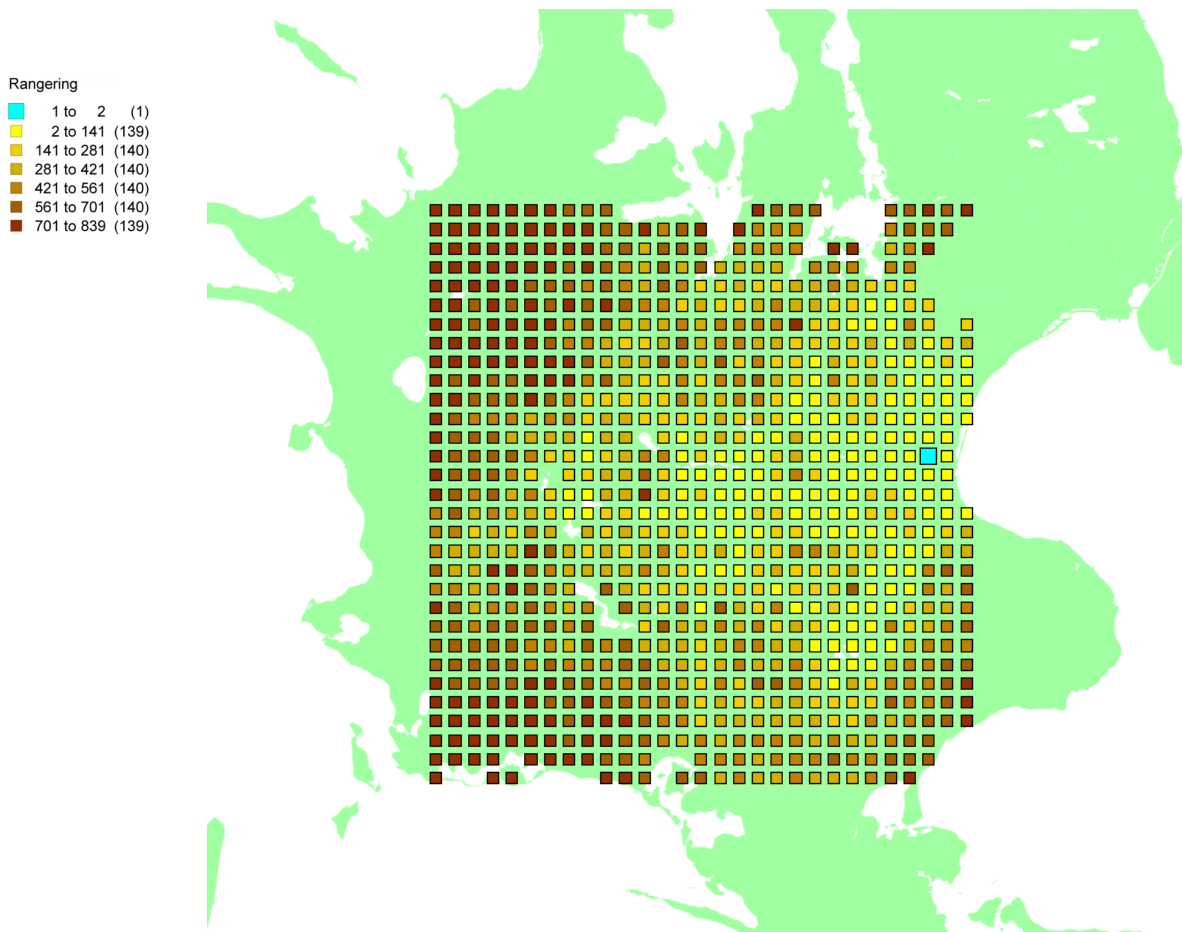 Rangering
1 to 2 (1)
2 to 141 (139)
141 to 281 (140)
281 to 421 (140)
421 to 561 (140)
561 to 701 (140)
701 to 839 (139)